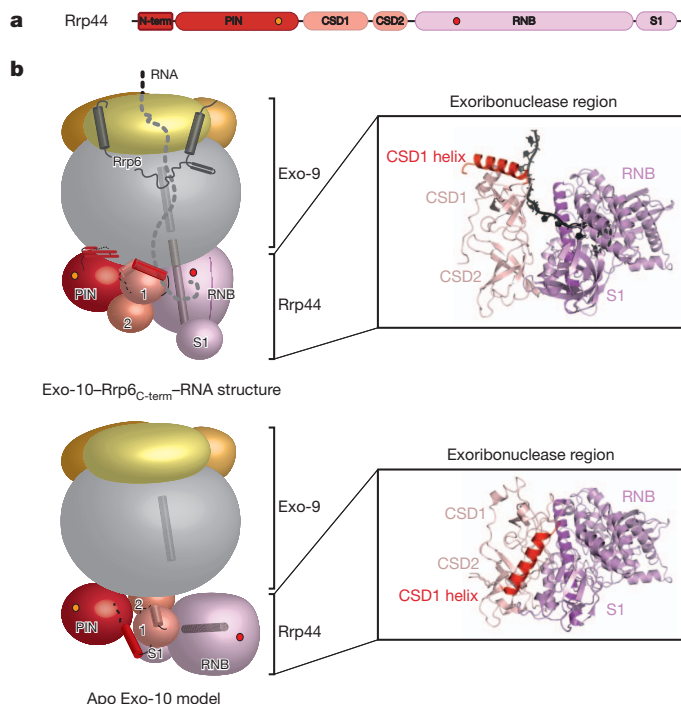 a Rrp44 N-term PIN CSD1 CSD2 RNB S1
b
RNA
Rrp6
Exo-9
PIN
1
2
RNB
S1
Rrp44
Exo-10–Rrp6C-term–RNA structure
Exoribonuclease region
CSD1 helix
CSD1
CSD2
RNB
S1
Exo-9
2
PIN
1
S1
RNB
Rrp44
Apo Exo-10 model
Exoribonuclease region
CSD1
RNB
CSD2
CSD1 helix
S1